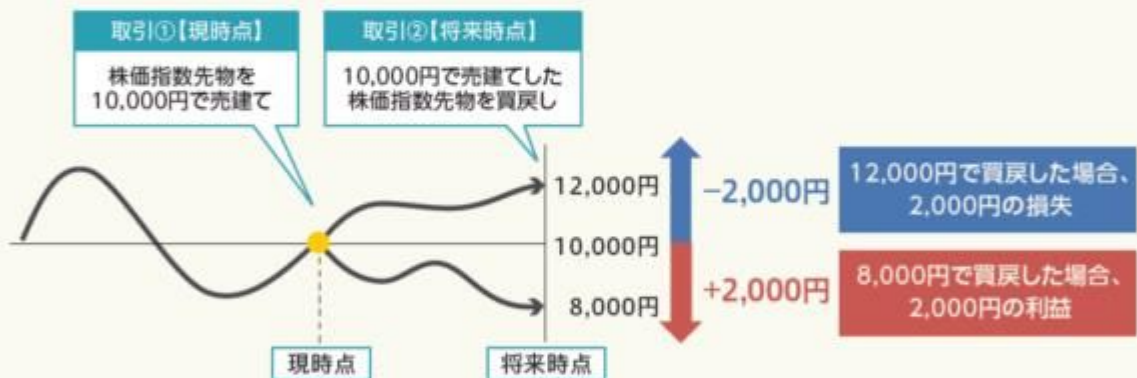 取引①【現時点】
株価指数先物を
10,000円で売建て
取引②【将来時点】
10,000円で売建てした
株価指数先物を買戻し
12,000円
10,000円
8,000円
−2,000円
12,000円で買戻した場合、
2,000円の損失
+2,000円
8,000円で買戻した場合、
2,000円の利益
現時点
将来時点